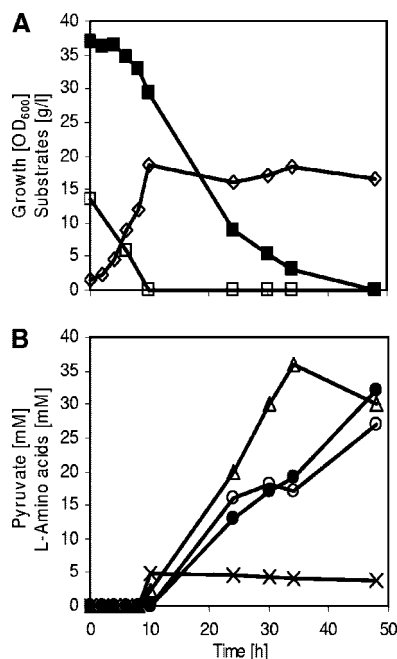 A
40
35
30
25
20
15
10
5
0
Growth [OD600]
Substrates [g/l]
0 10 20 30 40 50
B
40
35
30
25
20
15
10
5
0
Pyruvate [mM]
L-Amino acids [mM]
0 10 20 30 40 50
Time [h]